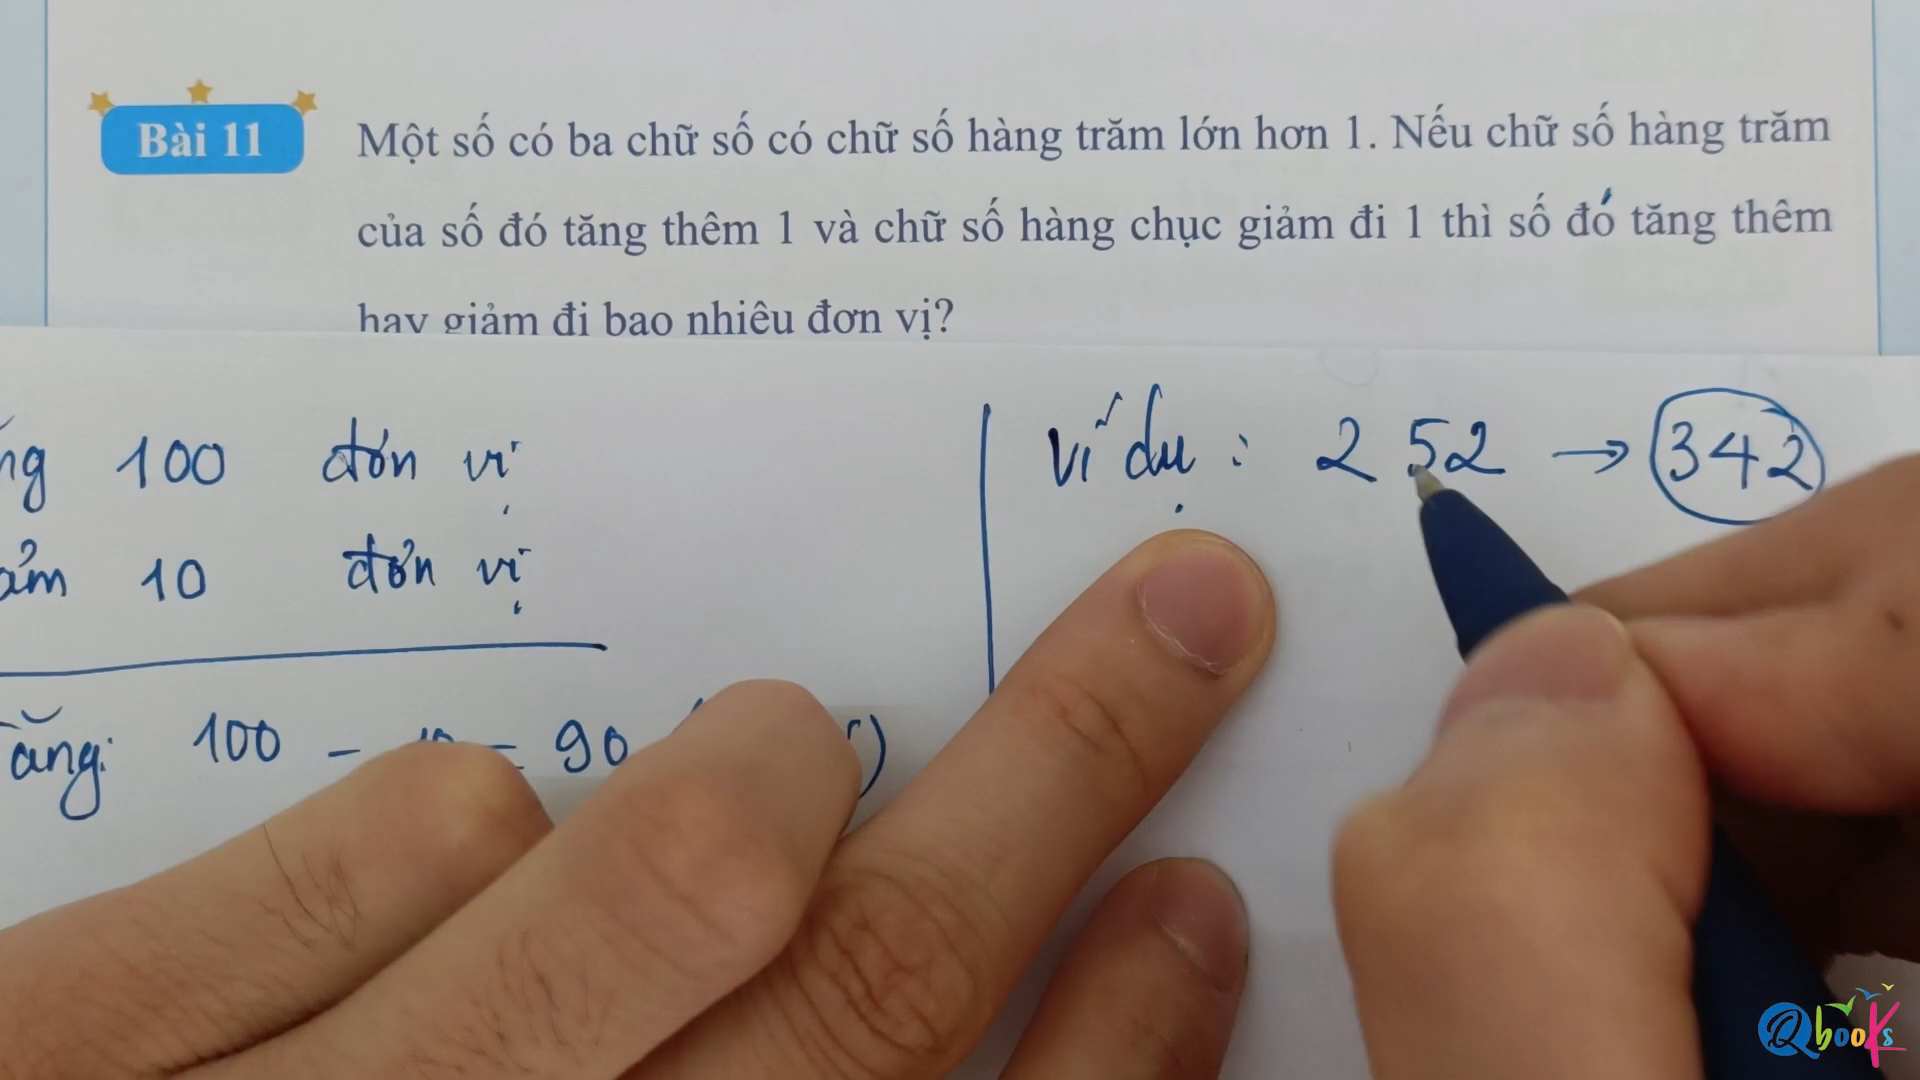 Bài 11
Một số có ba chữ số có chữ số hàng trăm lớn hơn 1. Nếu chữ số hàng trăm
của số đó tăng thêm 1 và chữ số hàng chục giảm đi 1 thì số đó tăng thêm
hay giảm đi bao nhiêu đơn vị?
100 đơn vị
10 đơn vị
100 - = 90 )
ví dụ : 252 → 342
Qbooks